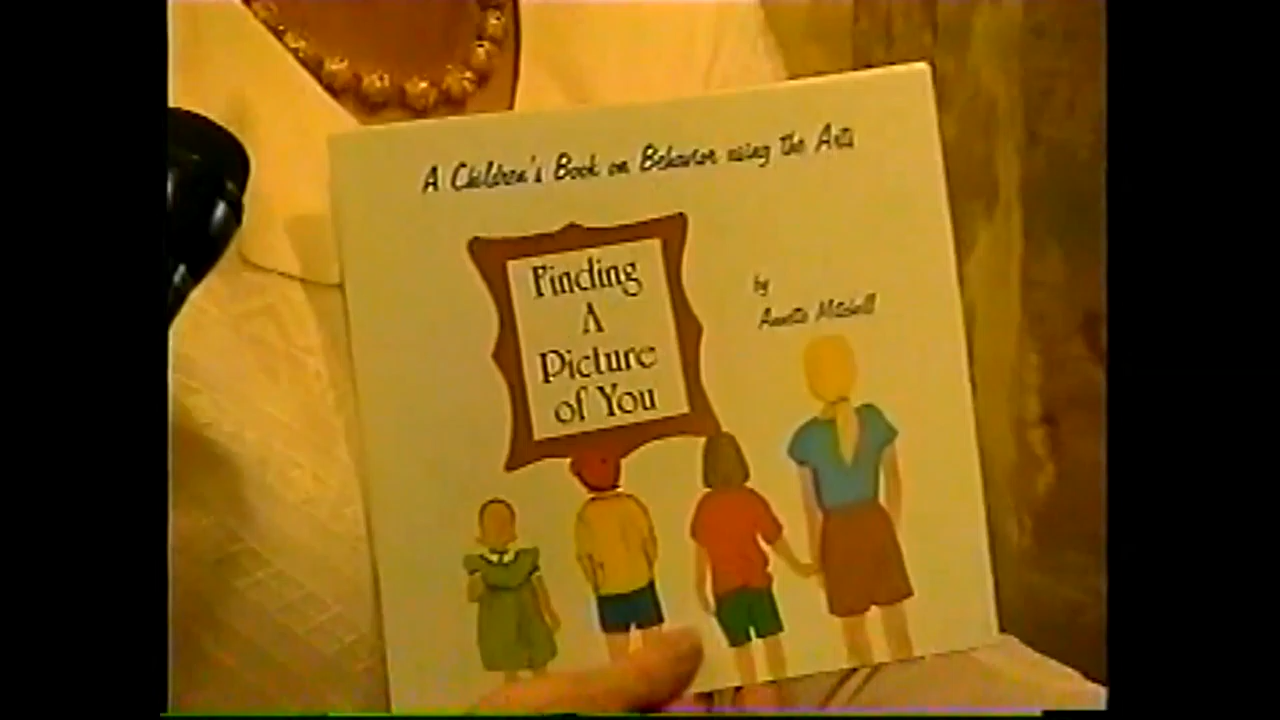 A Children's Book on Behavior using the Arts
Finding
A
Picture
of You
by
Annette Mitchell